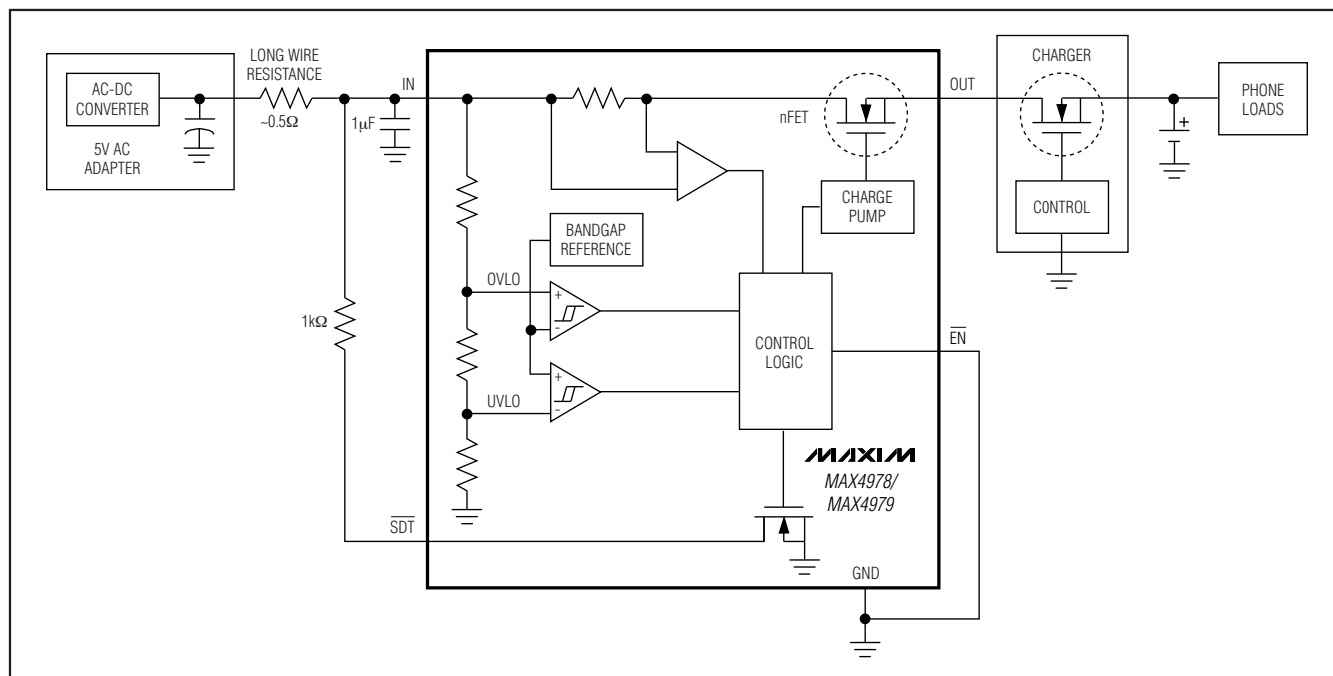 LONG WIRE
RESISTANCE
~0.5Ω
AC-DC
CONVERTER
5V AC
ADAPTER
1µF
IN
1kΩ
SDT
OVLO
UVLO
BANDGAP
REFERENCE
nFET
CHARGE
PUMP
CONTROL
LOGIC
MAXIM
MAX4978/
MAX4979
GND
OUT
EN
CHARGER
CONTROL
+
PHONE
LOADS
+
-
+
-